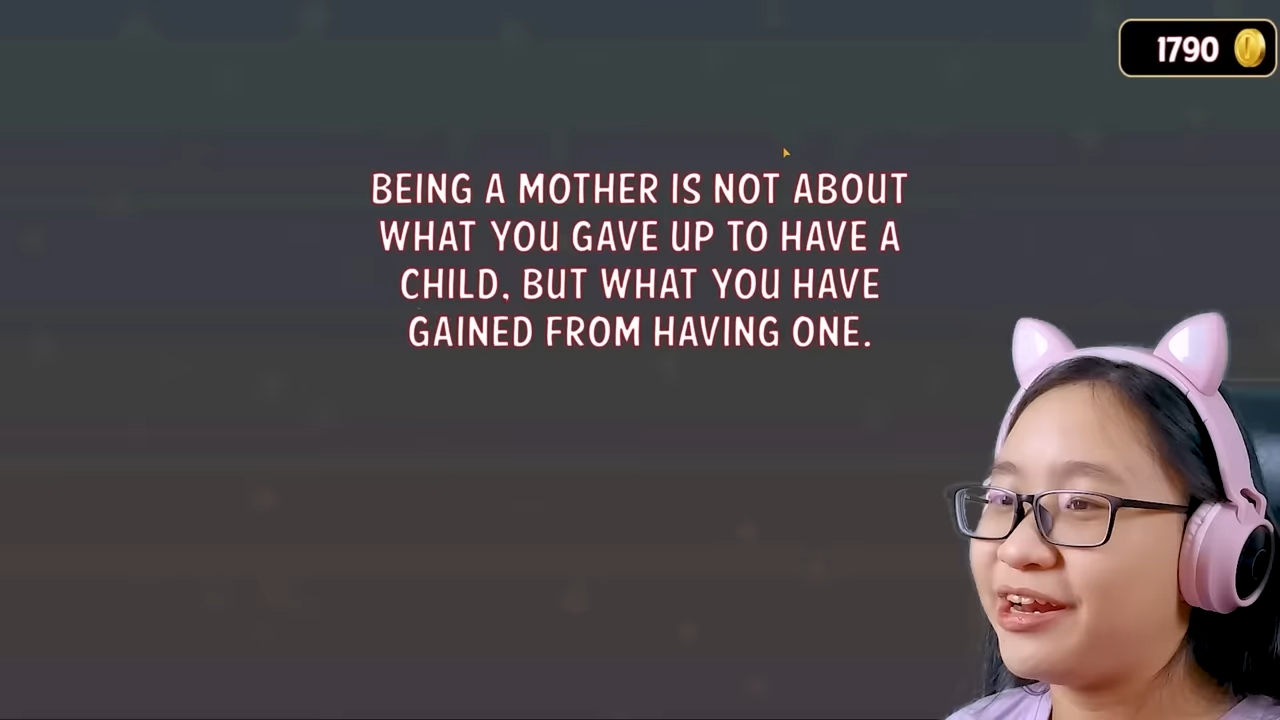 1790
BEING A MOTHER IS NOT ABOUT
WHAT YOU GAVE UP TO HAVE A
CHILD, BUT WHAT YOU HAVE
GAINED FROM HAVING ONE.